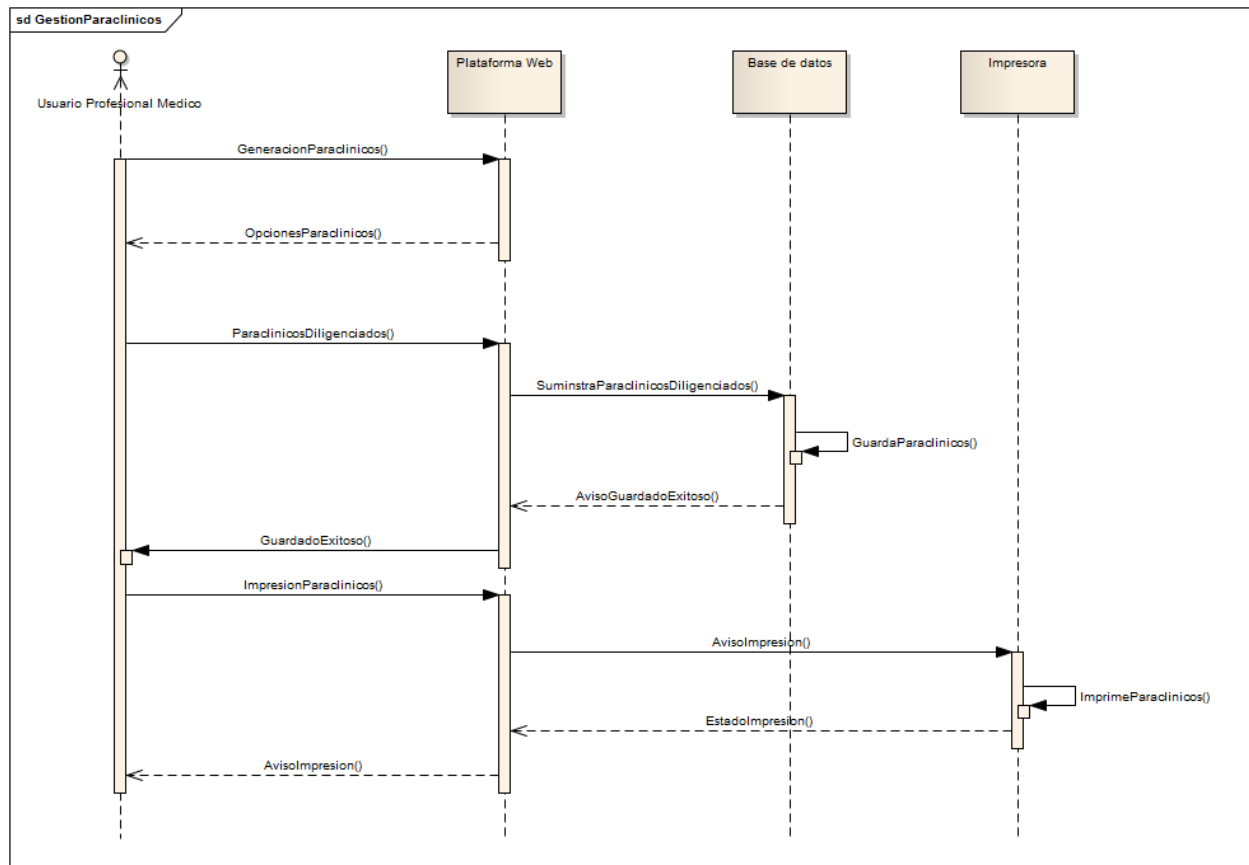 sd GestionParaclinicos
Usuario Profesional Medico
Plataforma Web
Base de datos
Impresora
GeneracionParaclinicos()
OpcionesParaclinicos()
ParaclinicosDiligenciados()
SuminstraParaclinicosDiligenciados()
GuardaParaclinicos()
AvisoGuardadoExitoso()
GuardadoExitoso()
ImpresionParaclinicos()
AvisoImpresion()
ImprimeParaclinicos()
EstadoImpresion()
AvisoImpresion()